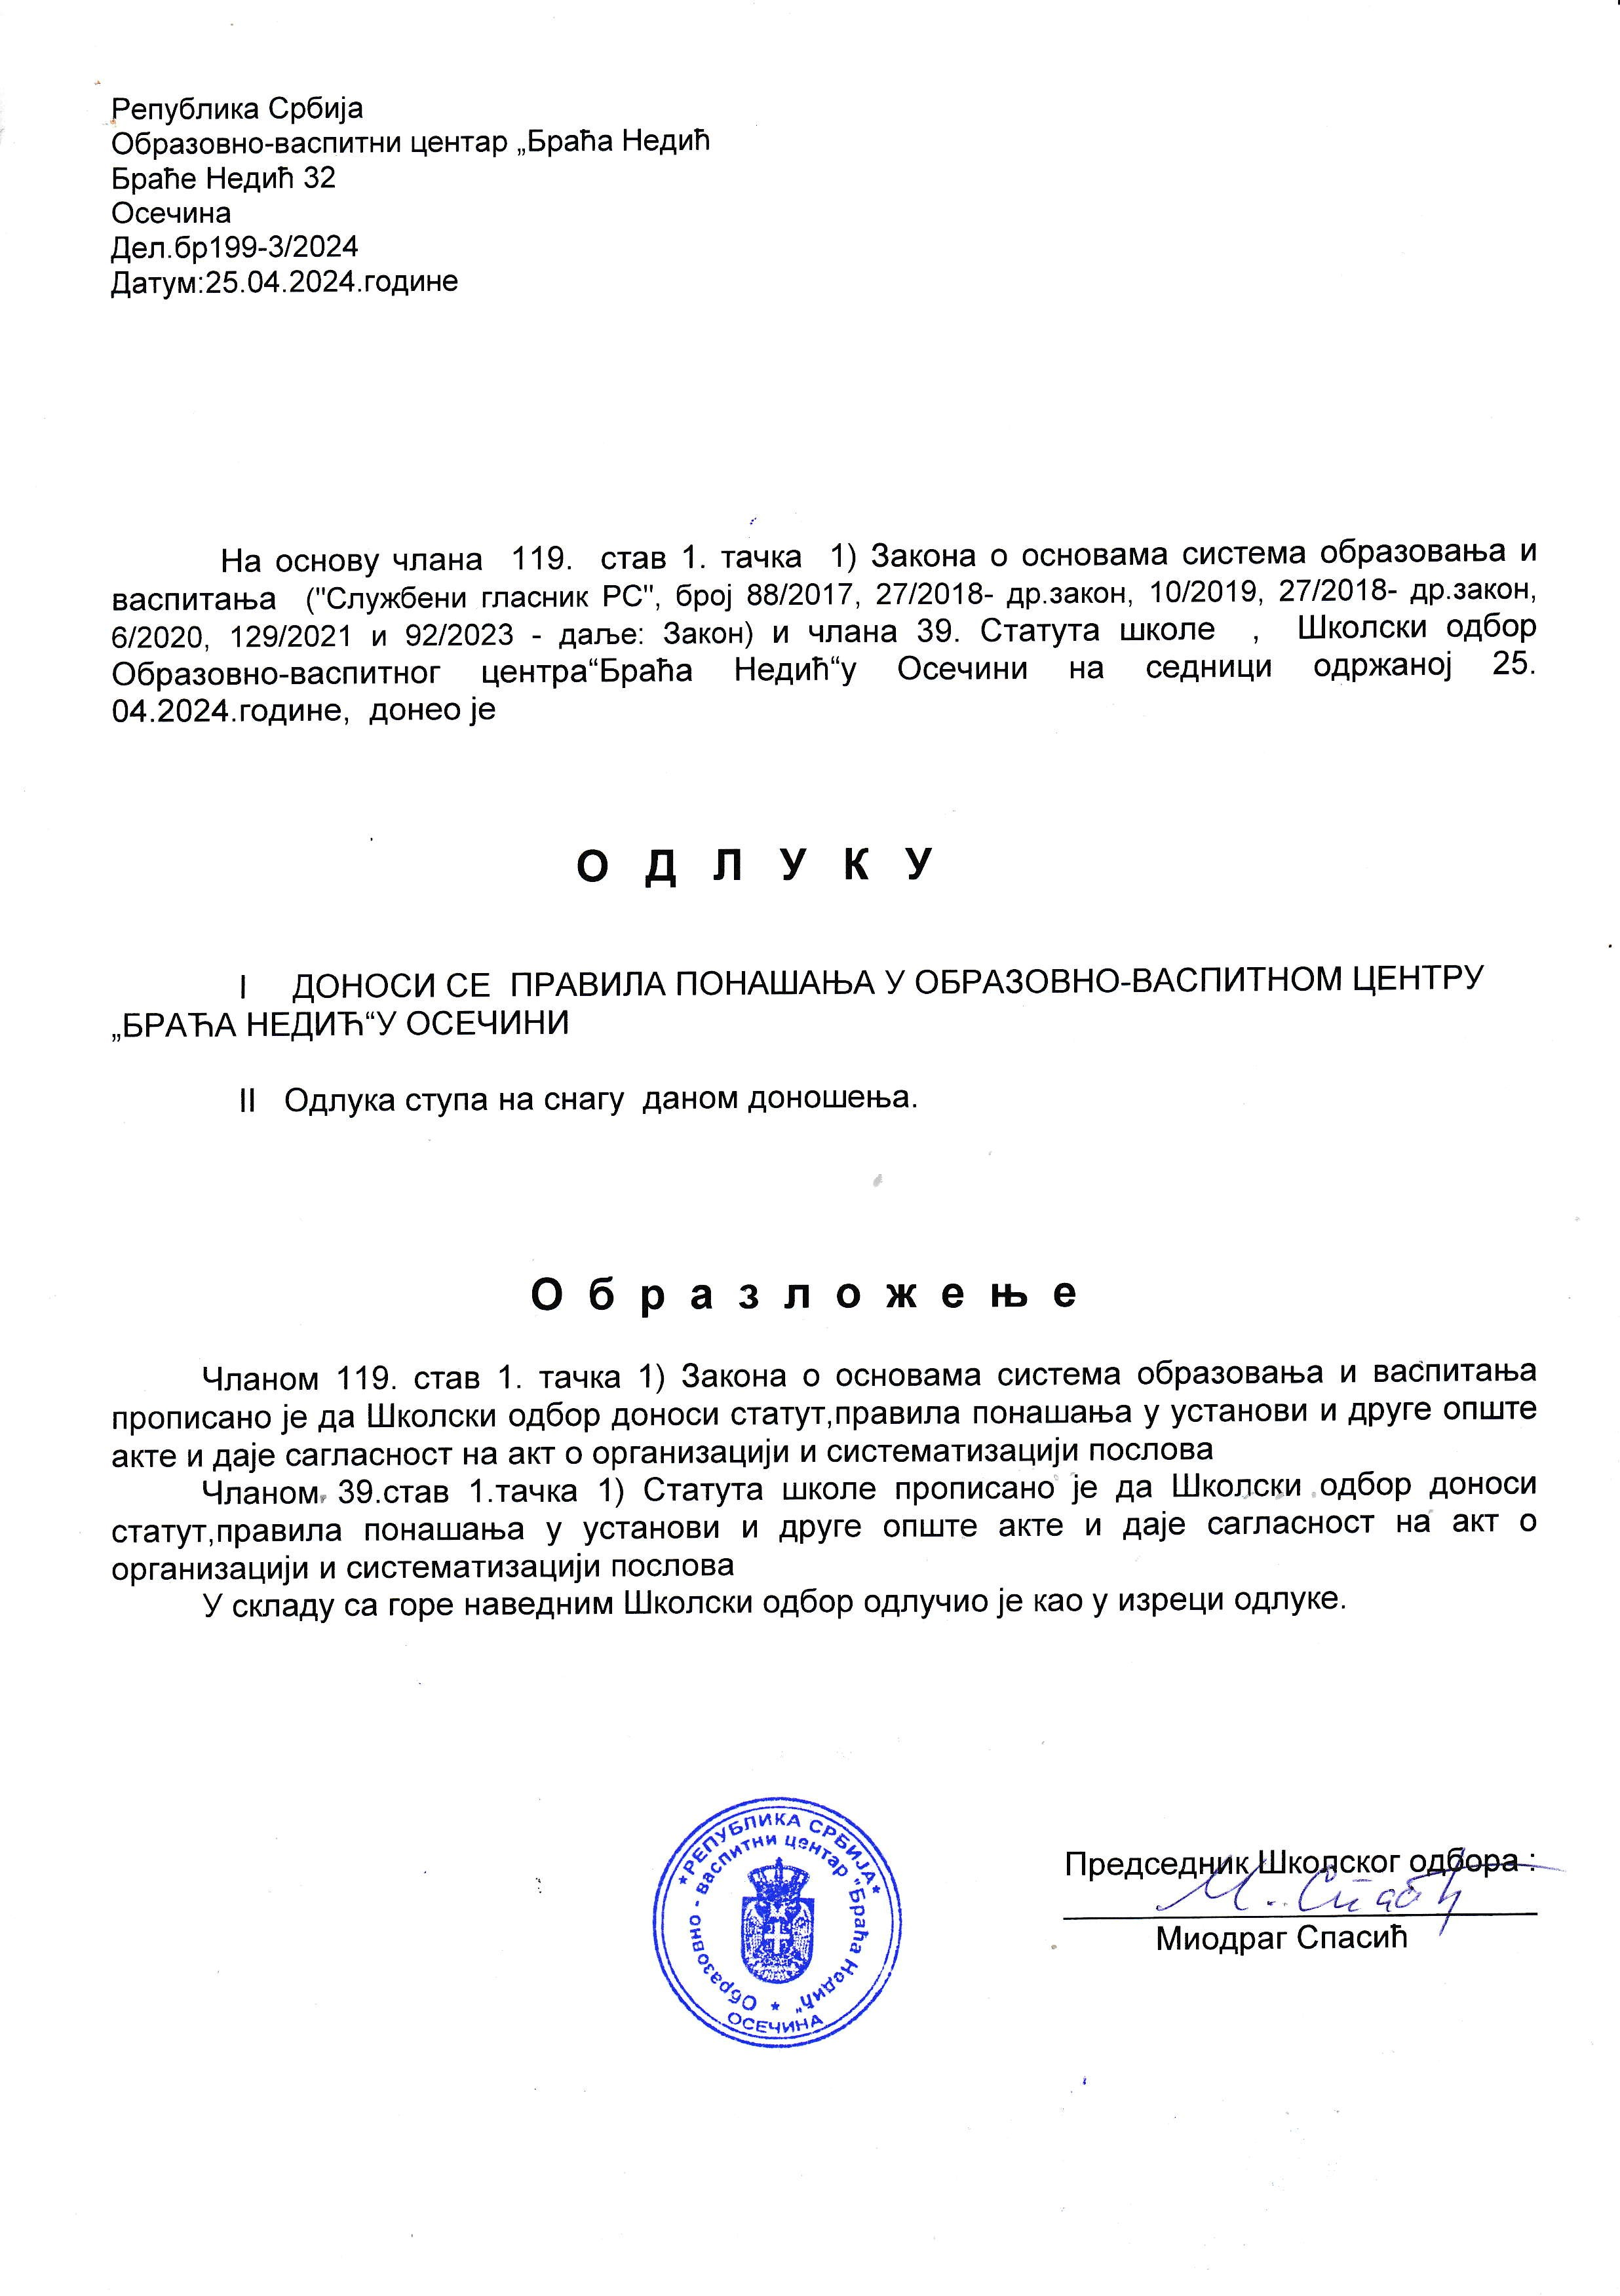 Република Србија
Образовно-васпитни центар „Браћа Недић
Браће Недић 32
Осечина
Дел.бр199-3/2024
Датум:25.04.2024.године
На основу члана 119. став 1. тачка 1) Закона о основама система образовања и
васпитања ("Службени гласник РС", број 88/2017, 27/2018- др.закон, 10/2019, 27/2018- др.закон,
6/2020, 129/2021 и 92/2023 - даље: Закон) и члана 39. Статута школе , Школски одбор
Образовно-васпитног центра“Браћа Недић“у Осечини на седници одржаној 25.
04.2024.године, донео је
О Д Л У К У
I ДОНОСИ СЕ ПРАВИЛА ПОНАШАЊА У ОБРАЗОВНО-ВАСПИТНОМ ЦЕНТРУ
„БРАЋА НЕДИЋ“У ОСЕЧИНИ
II Одлука ступа на снагу даном доношења.
О б р а з л о ж е њ е
Чланом 119. став 1. тачка 1) Закона о основама система образовања и васпитања
прописано је да Школски одбор доноси статут,правила понашања у установи и друге опште
акте и даје сагласност на акт о организацији и систематизацији послова
Чланом 39.став 1.тачка 1) Статута школе прописано је да Школски одбор доноси
статут,правила понашања у установи и друге опште акте и даје сагласност на акт о
организацији и систематизацији послова
У складу са горе наведним Школски одбор одлучио је као у изреци одлуке.
*РЕПУБЛИКА СРБИЈА*
Образовно - васпитни центар "Браћа Недић" *
ОСЕЧИНА
Председник Школског одбора :
Миодраг Спасић